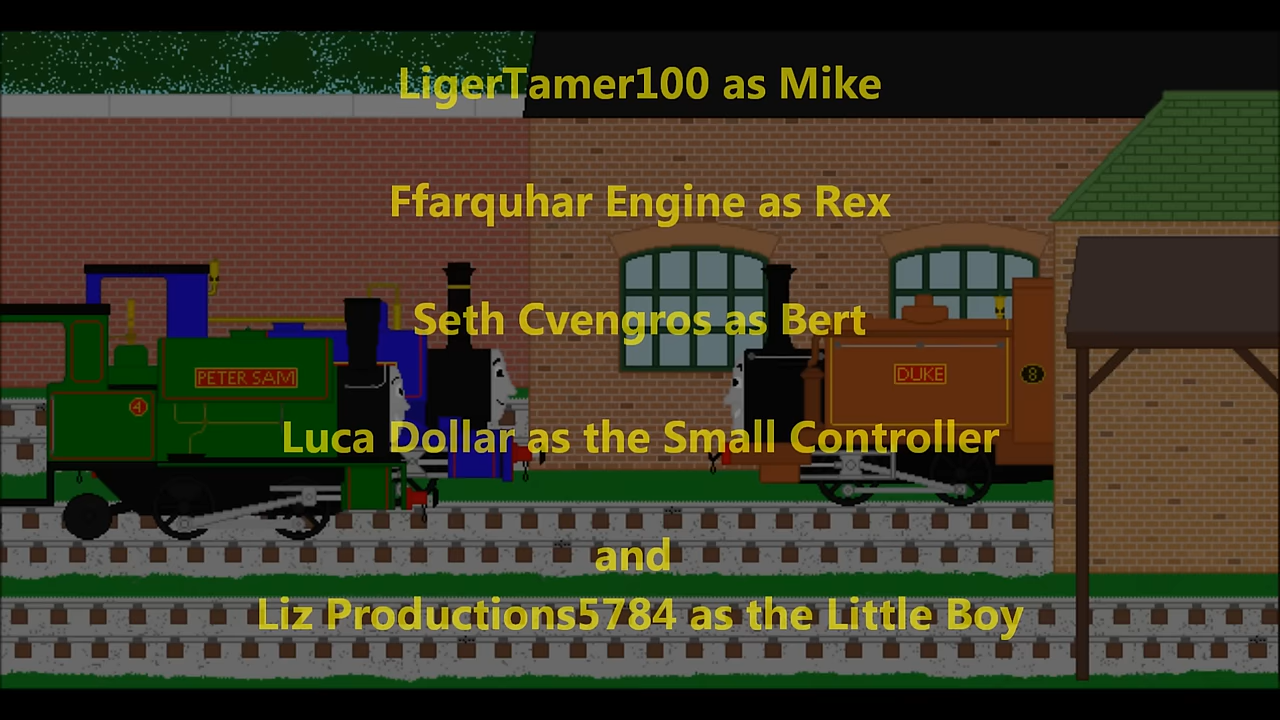 LigerTamer100 as Mike
Ffarquhar Engine as Rex
Seth Cvengros as Bert
DUKE
8
PETER SAM
4
Luca Dollar as the Small Controller
and
Liz Productions5784 as the Little Boy